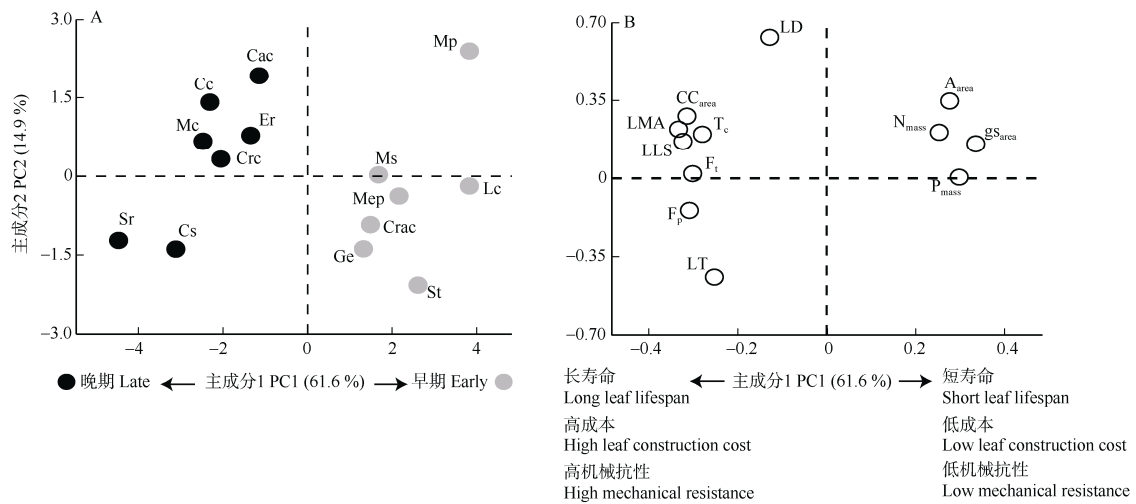 A
主成分2 PC2 (14.9 %)
3.0
1.5
0
−1.5
−3.0
Mp
Cac
Cc
Mc
Er
Crc
Ms
Mep
Lc
Crac
Ge
St
Sr
Cs
−4
−2
0
2
4
晚期 Late
主成分1 PC1 (61.6 %)
早期 Early
B
0.70
0.35
0
−0.35
−0.70
LD
CCarea
LMA
Tc
LLS
Ft
Fp
LT
Aarea
Nmass
gsarea
Pmass
−0.4
−0.2
0
0.2
0.4
主成分1 PC1 (61.6 %)
长寿命
Long leaf lifespan
高成本
High leaf construction cost
高机械抗性
High mechanical resistance
短寿命
Short leaf lifespan
低成本
Low leaf construction cost
低机械抗性
Low mechanical resistance